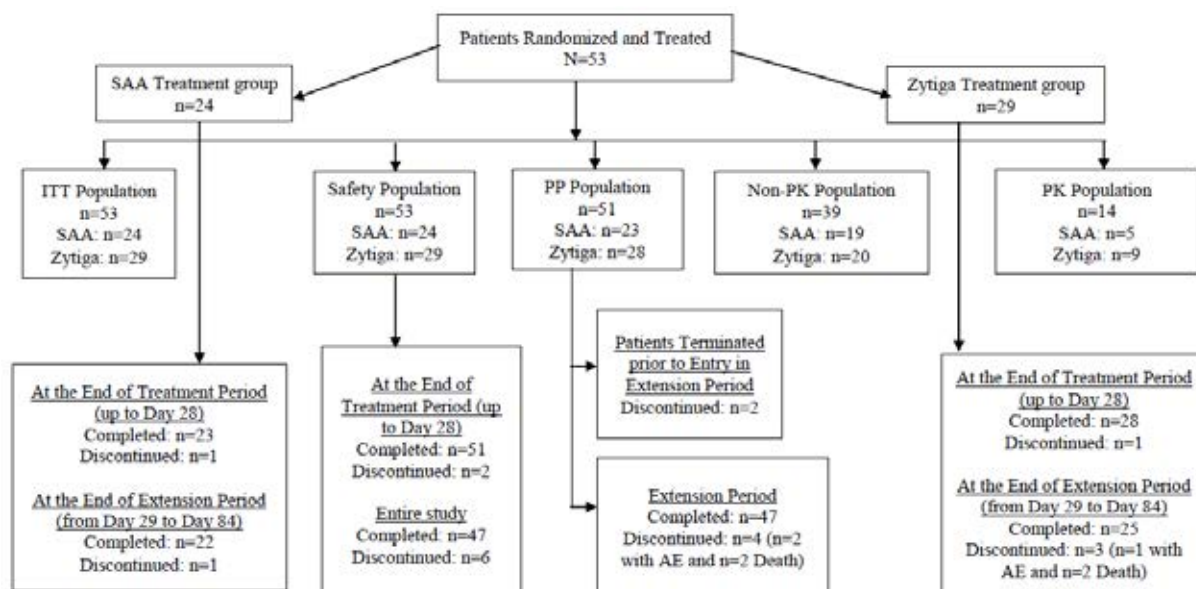 Patients Randomized and Treated
N=53
SAA Treatment group
n=24
Zytiga Treatment group
n=29
ITT Population
n=53
SAA: n=24
Zytiga: n=29
Safety Population
n=53
SAA: n=24
Zytiga: n=29
PP Population
n=51
SAA: n=23
Zytiga: n=28
Non-PK Population
n=39
SAA: n=19
Zytiga: n=20
PK Population
n=14
SAA: n=5
Zytiga: n=9
At the End of Treatment Period
(up to Day 28)
Completed: n=23
Discontinued: n=1
At the End of Extension Period
(from Day 29 to Day 84)
Completed: n=22
Discontinued: n=1
At the End of
Treatment Period (up
to Day 28)
Completed: n=51
Discontinued: n=2
Entire study
Completed: n=47
Discontinued: n=6
Patients Terminated
prior to Entry in
Extension Period
Discontinued: n=2
Extension Period
Completed: n=47
Discontinued: n=4 (n=2
with AE and n=2 Death)
At the End of Treatment Period
(up to Day 28)
Completed: n=28
Discontinued: n=1
At the End of Extension Period
(from Day 29 to Day 84)
Completed: n=25
Discontinued: n=3 (n=1 with
AE and n=2 Death)